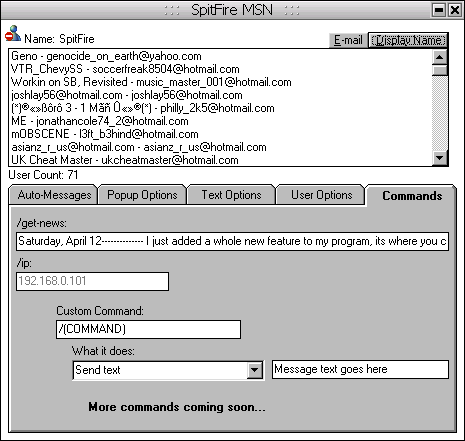 SpitFire MSN
Name: SpitFire
E-mail
Display Name
Geno - genocide_on_earth@yahoo.com
VTR_ChevySS - soccerfreak8504@hotmail.com
Workin on SB, Revisited - music_master_001@hotmail.com
joshlay56@hotmail.com - joshlay56@hotmail.com
(*)®«»ßôrô 3 - 1 Mãñ Û«»®(*) - philly_2k5@hotmail.com
ME - jonathancole74_2@hotmail.com
mOBSCENE - l3ft_b3hind@hotmail.com
asianz_r_us@hotmail.com - asianz_r_us@hotmail.com
UK Cheat Master - ukcheatmaster@hotmail.com
User Count: 71
Auto-Messages
Popup Options
Text Options
User Options
Commands
/get-news:
Saturday, April 12-------------- I just added a whole new feature to my program, its where you c
/ip:
192.168.0.101
Custom Command:
/(COMMAND)
What it does:
Send text
Message text goes here
More commands coming soon...